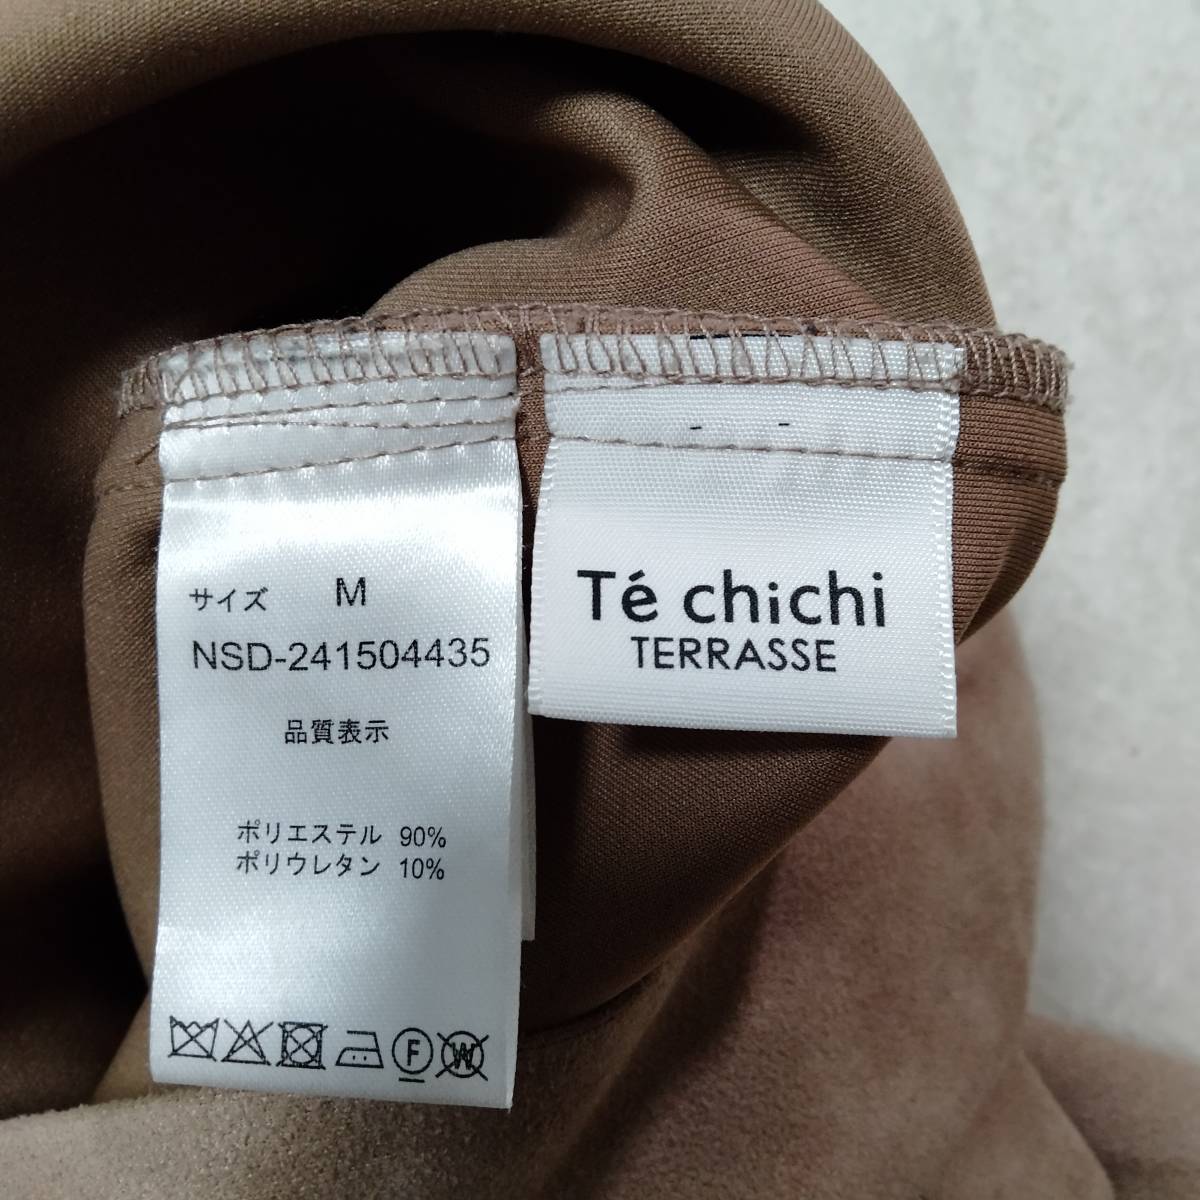 サイズ M
NSD-241504435
品質表示
ポリエステル 90%
ポリウレタン 10%
F W
Té chichi
TERRASSE